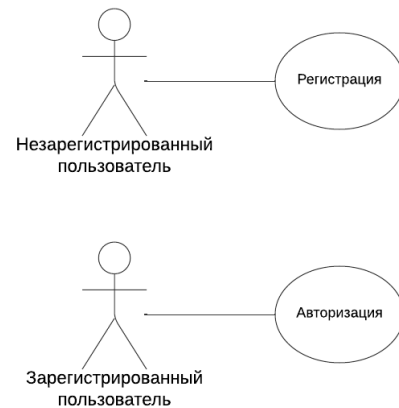 Регистрация
Незарегистрированный
пользователь
Авторизация
Зарегистрированный
пользователь